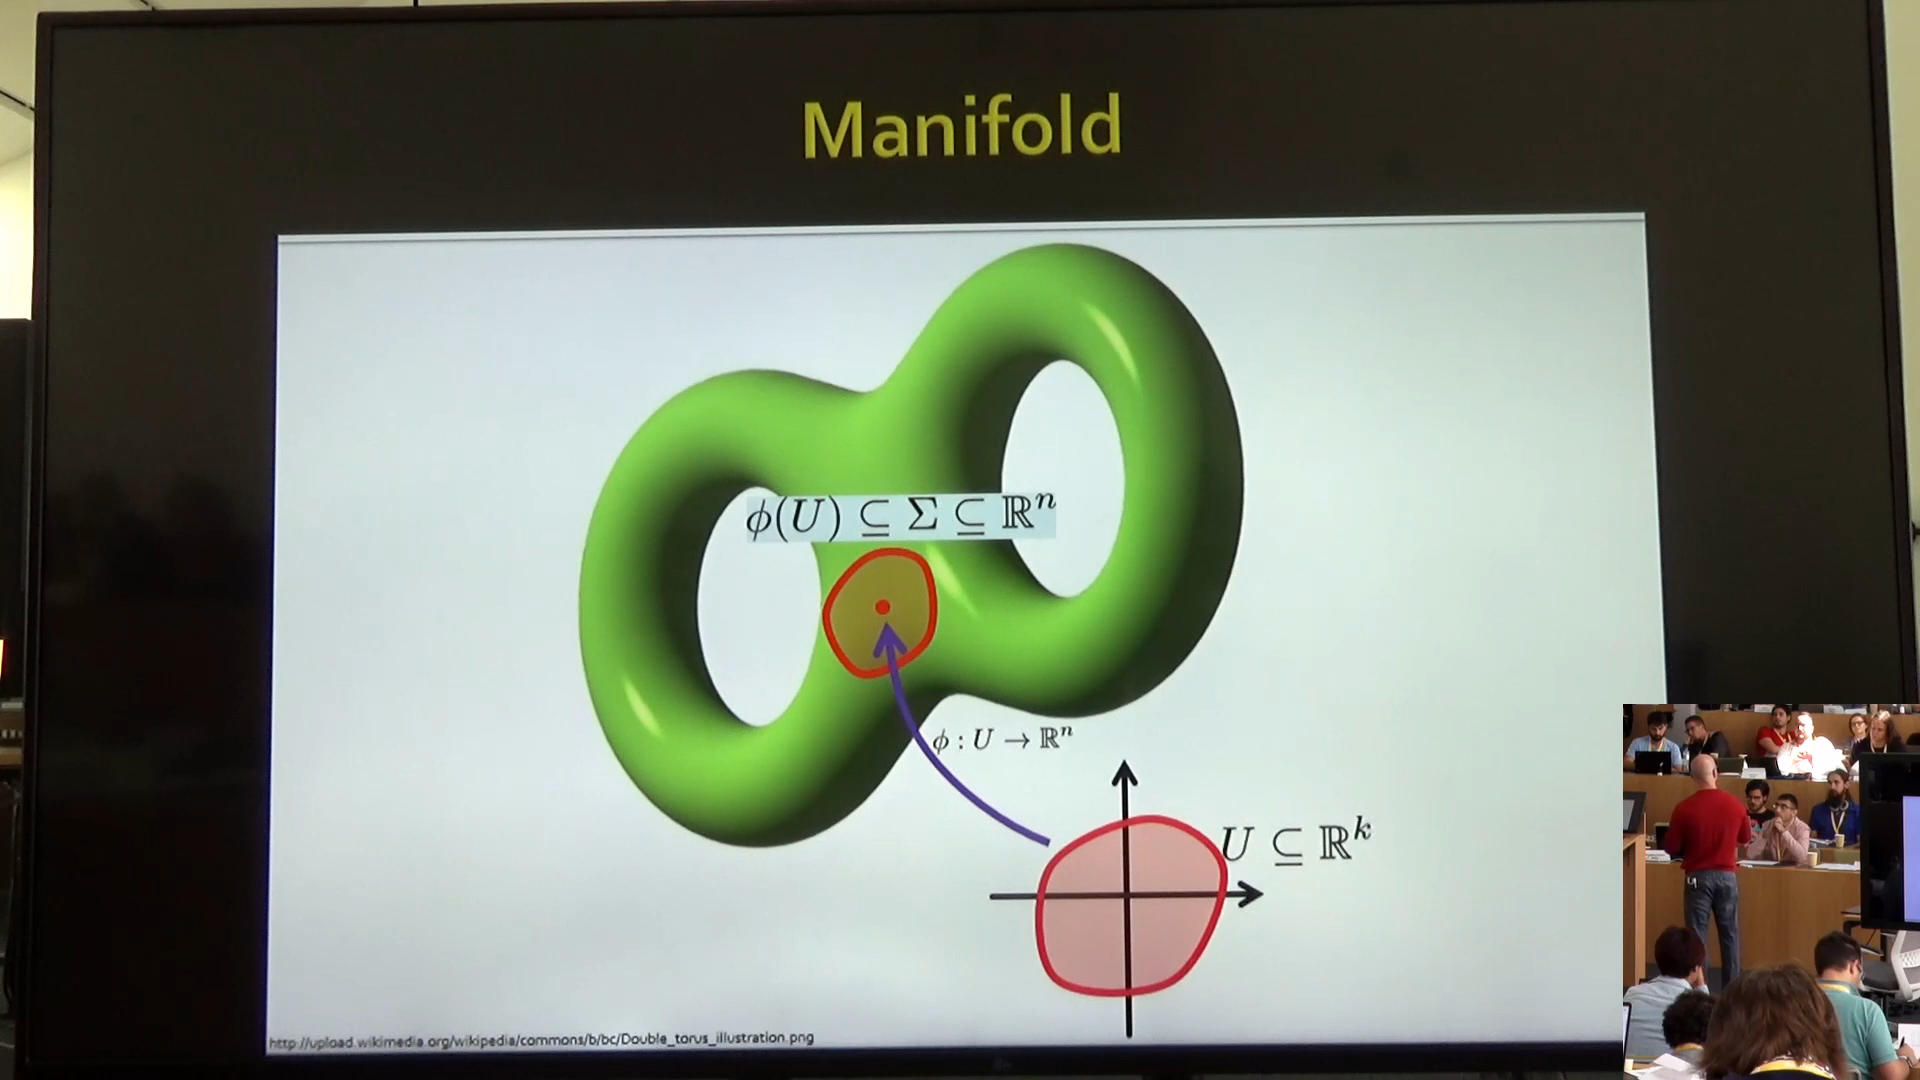 Manifold
ϕ(U) ⊆ Σ ⊆ ℝⁿ
ϕ : U → ℝⁿ
U ⊆ ℝᵏ
http://upload.wikimedia.org/wikipedia/commons/b/bc/Double_torus_illustration.png